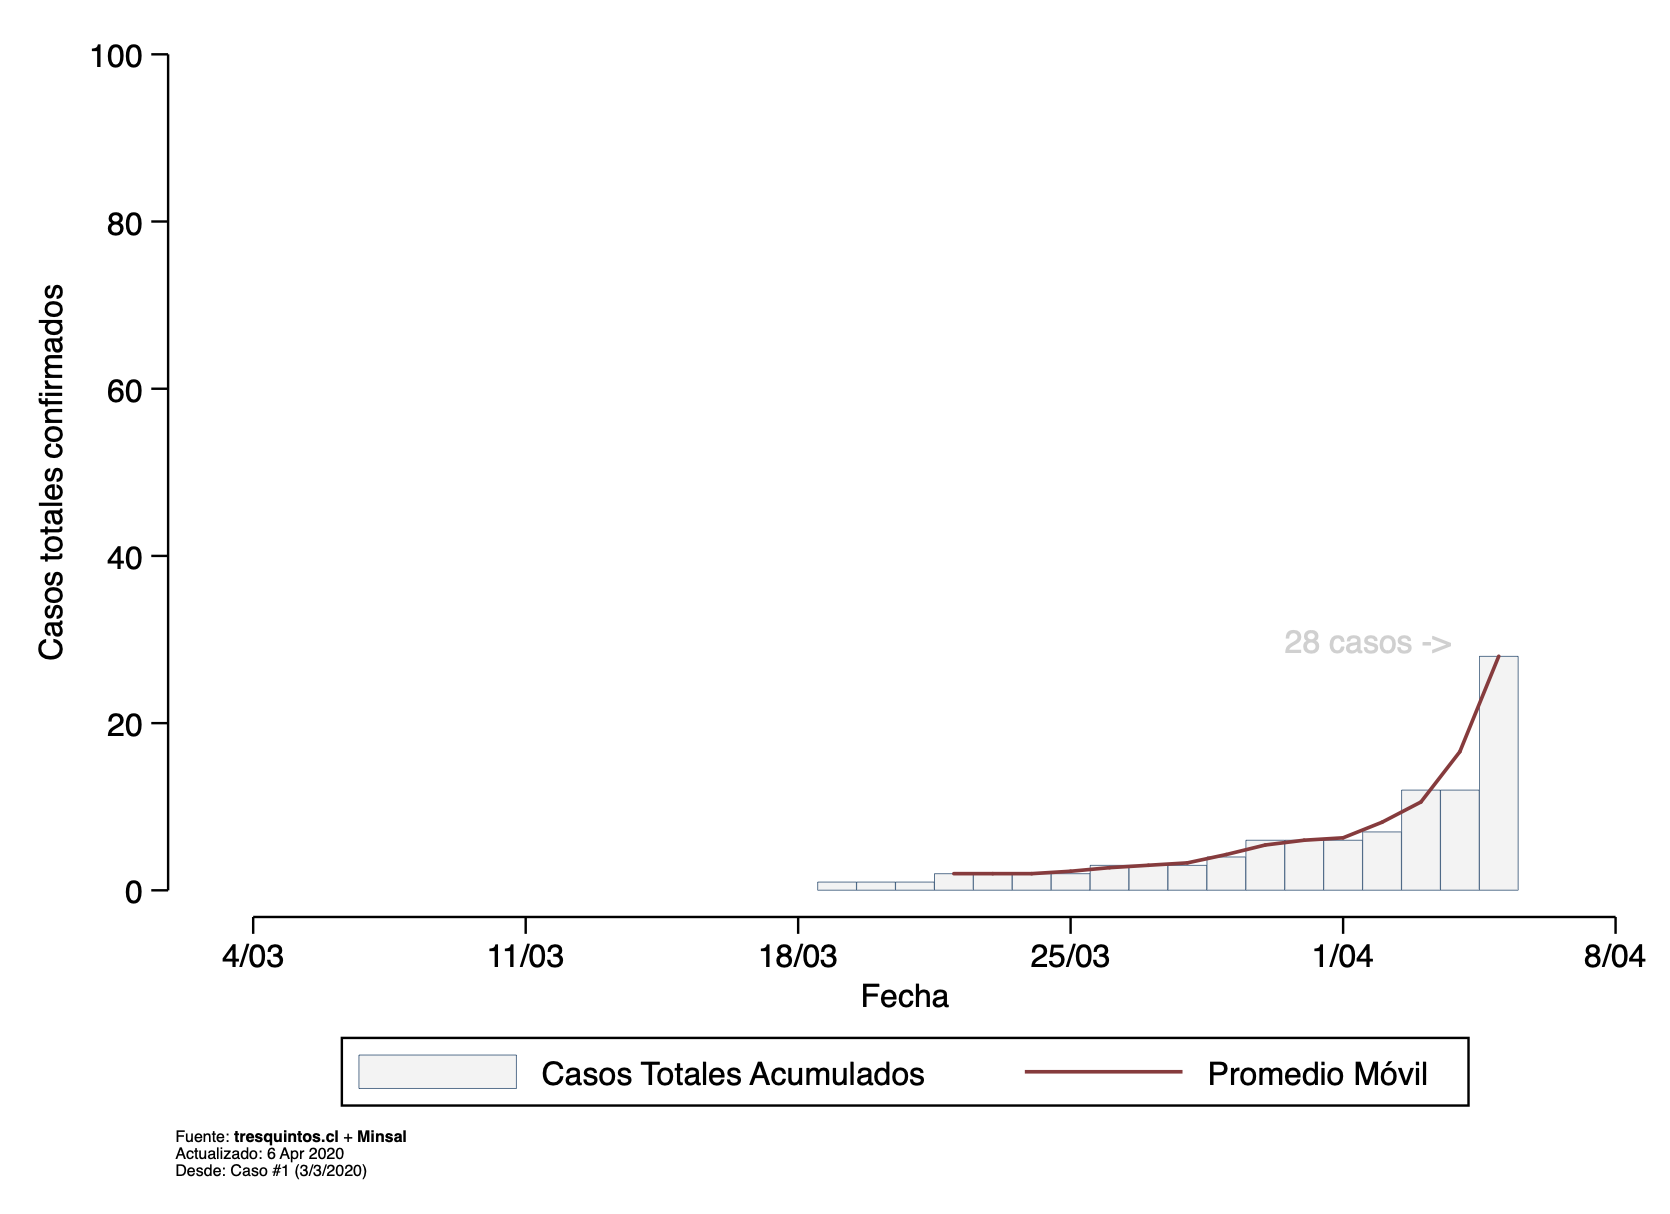 100
80
60
40
20
0
Casos totales confirmados
28 casos ->
4/03 11/03 18/03 25/03 1/04 8/04
Fecha
Casos Totales Acumulados Promedio Móvil
Fuente: tresquintos.cl + Minsal
Actualizado: 6 Apr 2020
Desde: Caso #1 (3/3/2020)